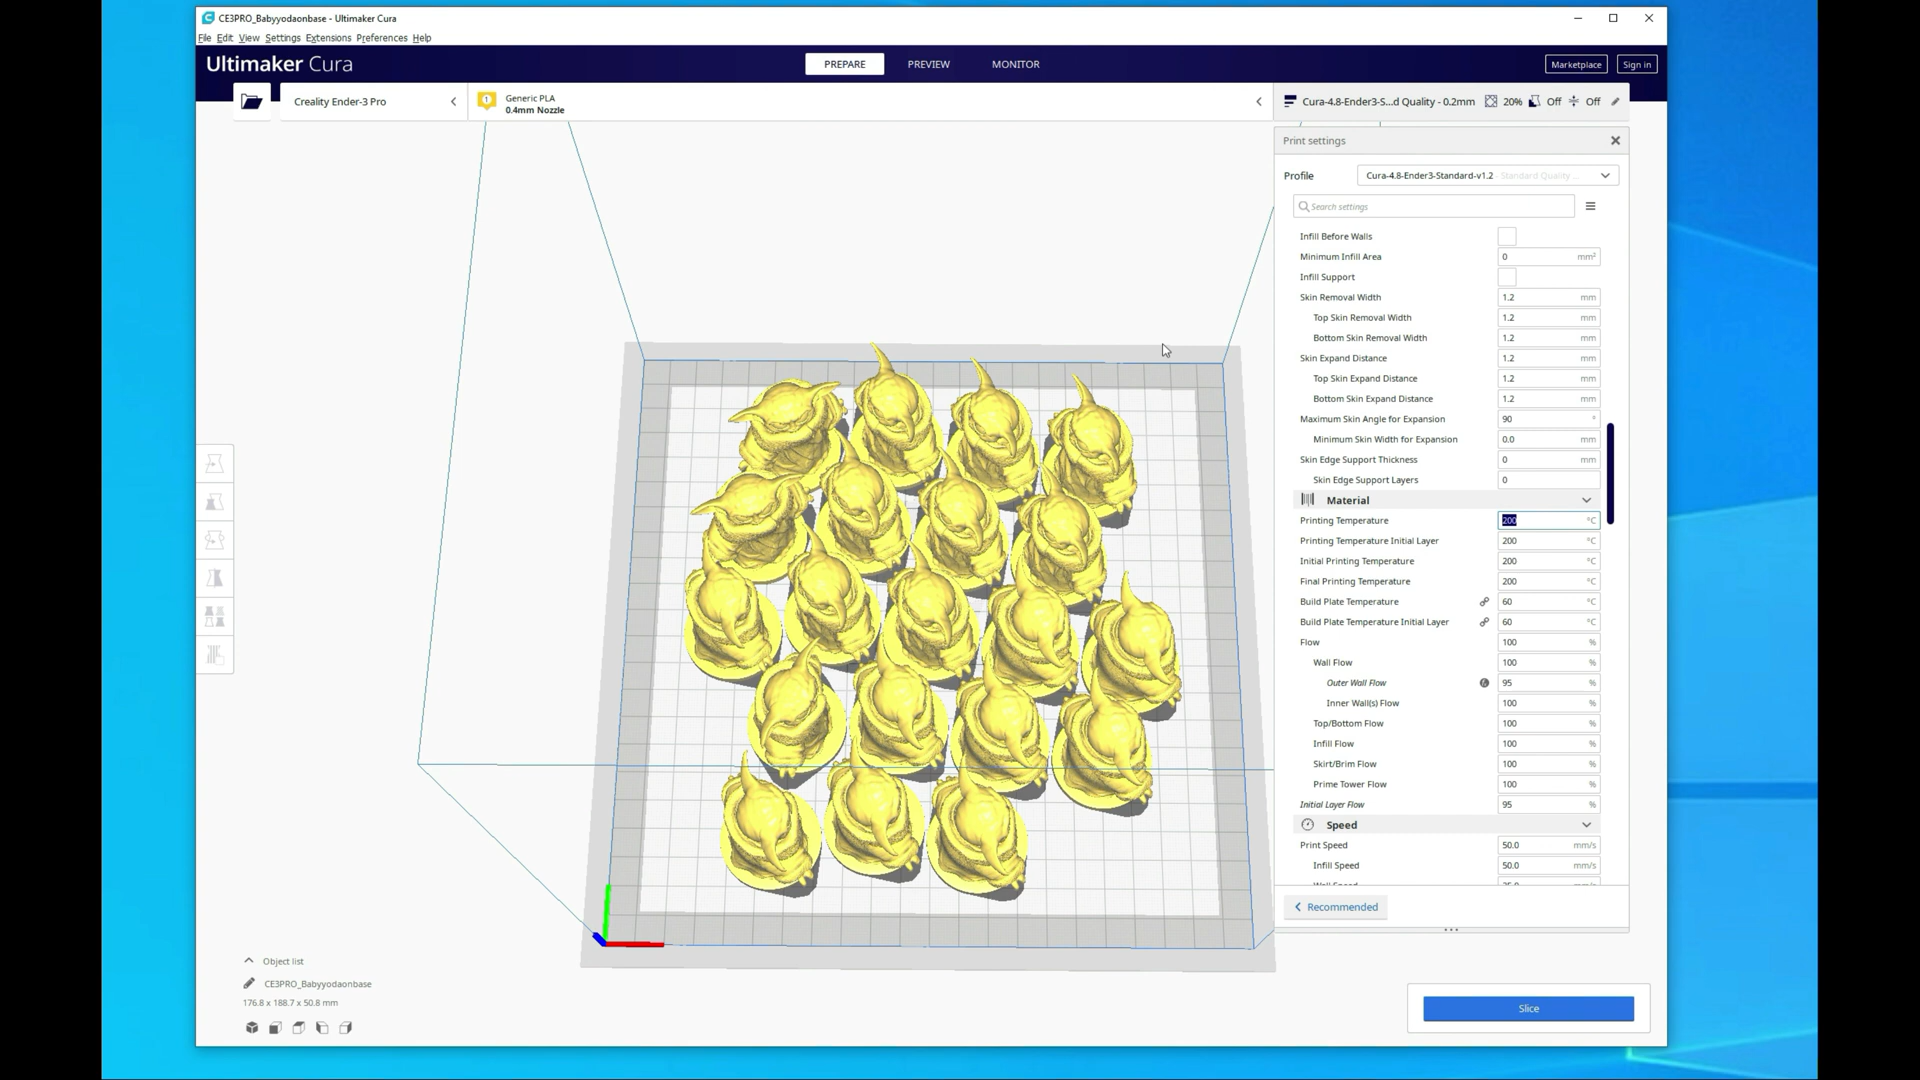 CE3PRO_Babyyodaonbase - Ultimaker Cura
File Edit View Settings Extensions Preferences Help
Ultimaker Cura
PREPARE
PREVIEW
MONITOR
Marketplace
Sign in
Creality Ender-3 Pro
1
Generic PLA
0.4mm Nozzle
Cura-4.8-Ender3-S...d Quality - 0.2mm
20%
Off
Off
Print settings
Profile
Cura-4.8-Ender3-Standard-v1.2 - Standard Quality ...
Search settings
Infill Before Walls
Minimum Infill Area 0 mm²
Infill Support
Skin Removal Width 1.2 mm
Top Skin Removal Width 1.2 mm
Bottom Skin Removal Width 1.2 mm
Skin Expand Distance 1.2 mm
Top Skin Expand Distance 1.2 mm
Bottom Skin Expand Distance 1.2 mm
Maximum Skin Angle for Expansion 90 °
Minimum Skin Width for Expansion 0.0 mm
Skin Edge Support Thickness 0 mm
Skin Edge Support Layers 0
Material
Printing Temperature 200 °C
Printing Temperature Initial Layer 200 °C
Initial Printing Temperature 200 °C
Final Printing Temperature 200 °C
Build Plate Temperature 60 °C
Build Plate Temperature Initial Layer 60 °C
Flow 100 %
Wall Flow 100 %
Outer Wall Flow 95 %
Inner Wall(s) Flow 100 %
Top/Bottom Flow 100 %
Infill Flow 100 %
Skirt/Brim Flow 100 %
Prime Tower Flow 100 %
Initial Layer Flow 95 %
Speed
Print Speed 50.0 mm/s
Infill Speed 50.0 mm/s
Recommended
Object list
CE3PRO_Babyyodaonbase
176.8 x 188.7 x 50.8 mm
Slice